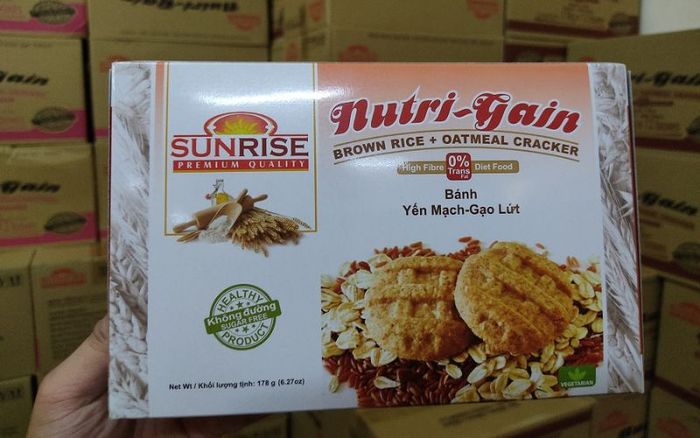 SUNRISE
PREMIUM QUALITY
Nutri-Gain
BROWN RICE + OATMEAL CRACKER
High Fibre 0% Trans Fat Diet Food
Bánh
Yến Mạch-Gạo Lứt
HEALTHY
Không đường
SUGAR FREE
PRODUCT
Net Wt / Khối lượng tịnh: 178 g (6.27oz)
VEGETARIAN